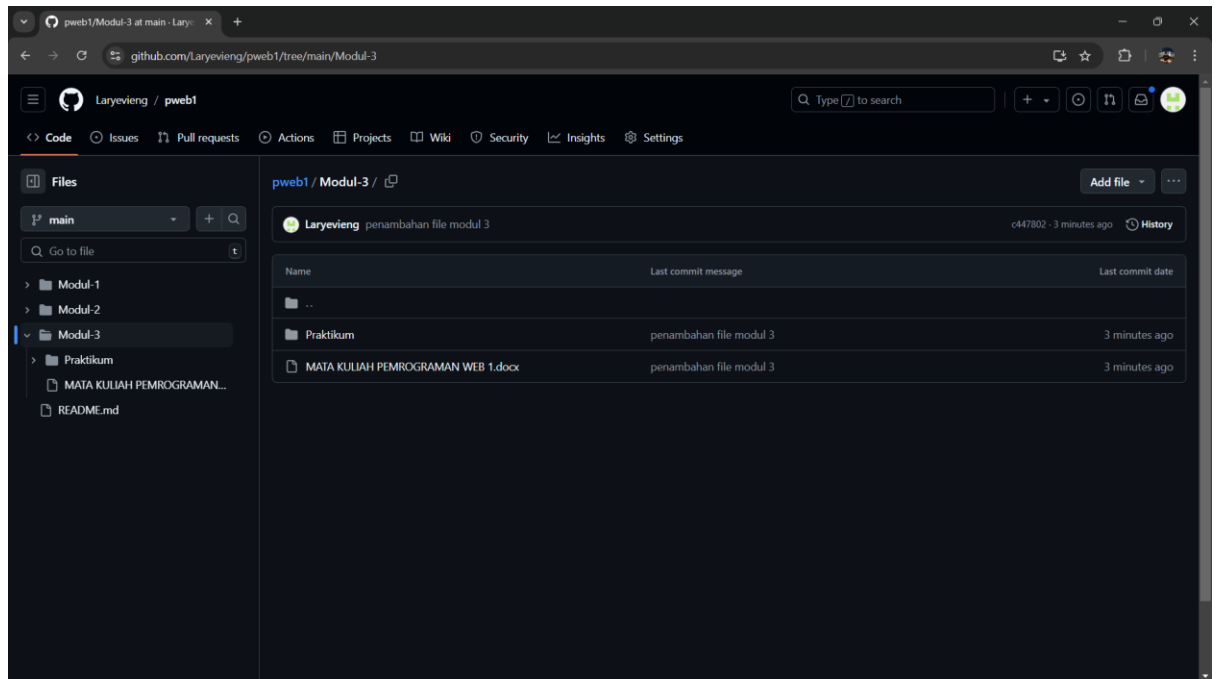 pweb1/Modul-3 at main · Larye
github.com/Laryevieng/pweb1/tree/main/Modul-3
Laryevieng / pweb1
Type / to search
Code Issues Pull requests Actions Projects Wiki Security Insights Settings
Files
pweb1 / Modul-3 /
Add file
main
Laryevieng penambahan file modul 3
c447802 · 3 minutes ago History
Go to file t
Name Last commit message Last commit date
Modul-1
..
Modul-2
Modul-3
Praktikum penambahan file modul 3 3 minutes ago
Praktikum
MATA KULIAH PEMROGRAMAN WEB 1.docx penambahan file modul 3 3 minutes ago
MATA KULIAH PEMROGRAMAN...
README.md